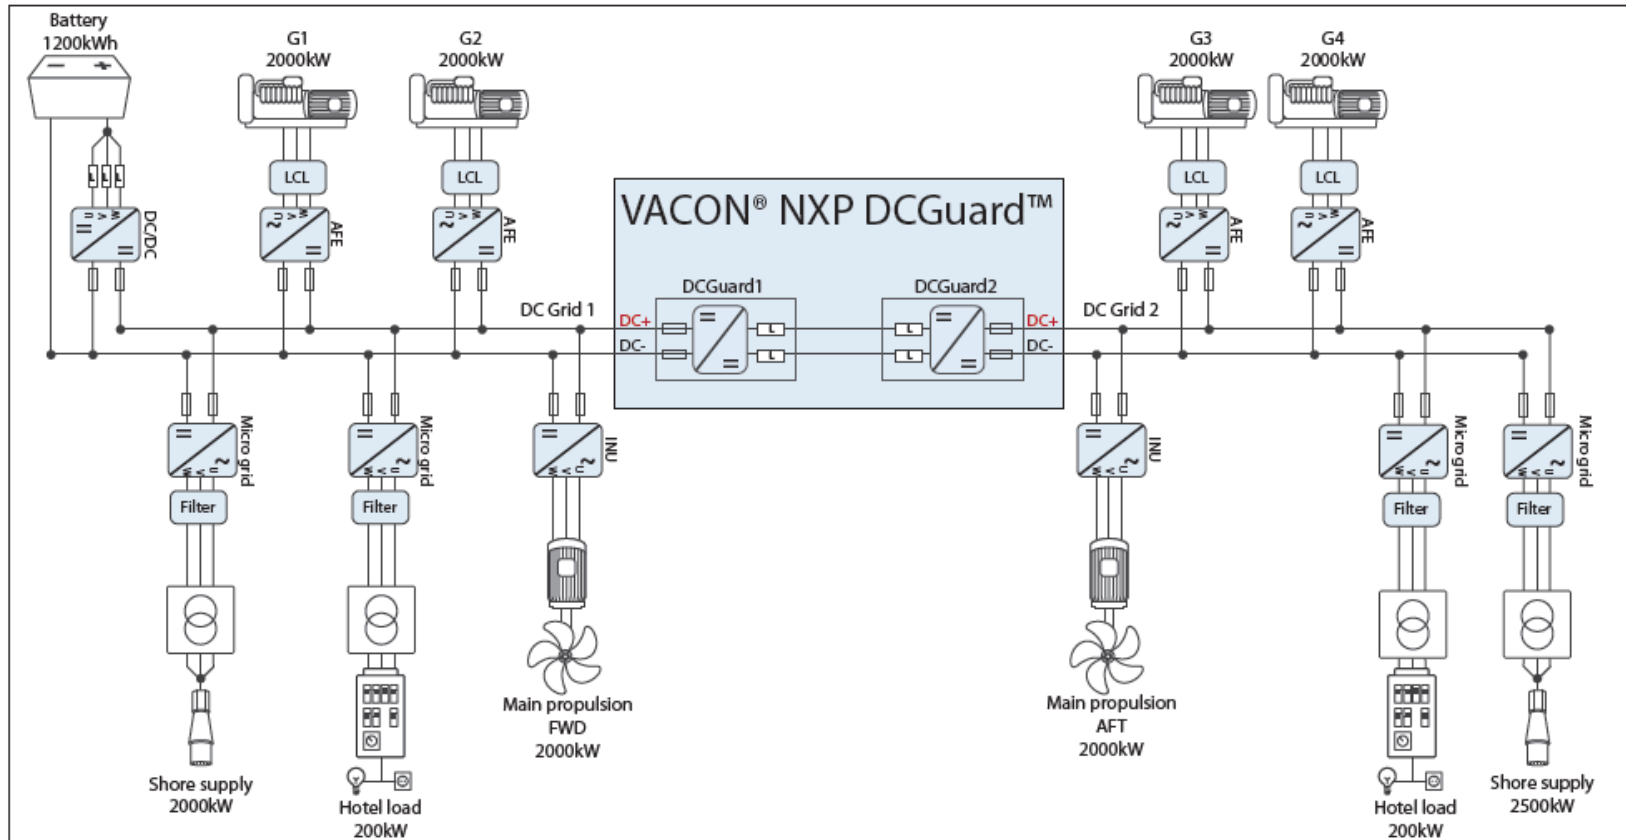 Battery
1200kWh
G1
2000kW
G2
2000kW
G3
2000kW
G4
2000kW
L L L
LCL
LCL
LCL
LCL
U V W
DC/DC
U V W
AFE
U V W
AFE
U V W
AFE
U V W
AFE
VACON® NXP DCGuard™
DCGuard1
DCGuard2
DC Grid 1
DC+
DC-
L
L
L
L
DC+
DC-
DC Grid 2
W V U
Micro grid
W V U
Micro grid
W V U
INU
W V U
INU
W V U
Micro grid
W V U
Micro grid
Filter
Filter
Filter
Filter
Main propulsion
FWD
2000kW
Main propulsion
AFT
2000kW
Shore supply
2000kW
Hotel load
200kW
Hotel load
200kW
Shore supply
2500kW